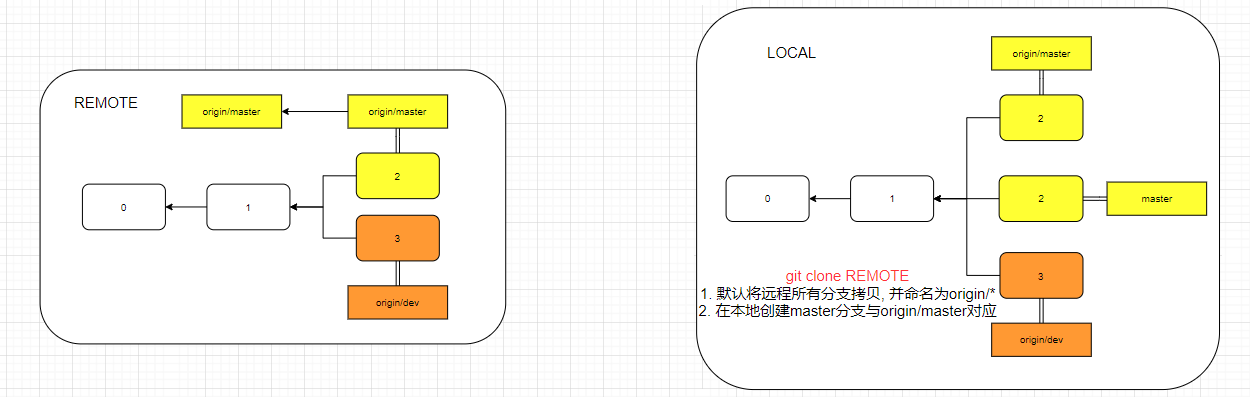 REMOTE
origin/master
origin/master
2
0
1
3
origin/dev
LOCAL
origin/master
2
0
1
2
master
3
git clone REMOTE
1. 默认将远程所有分支拷贝, 并命名为origin/*
2. 在本地创建master分支与origin/master对应
origin/dev